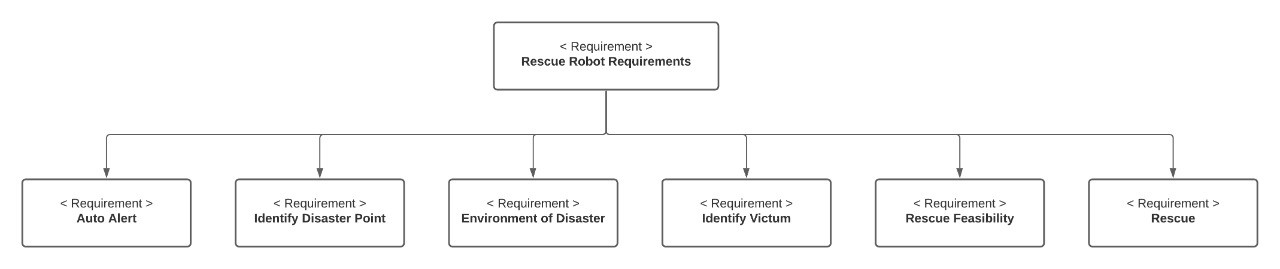 < Requirement >
Rescue Robot Requirements
< Requirement >
Auto Alert
< Requirement >
Identify Disaster Point
< Requirement >
Environment of Disaster
< Requirement >
Identify Victum
< Requirement >
Rescue Feasibility
< Requirement >
Rescue